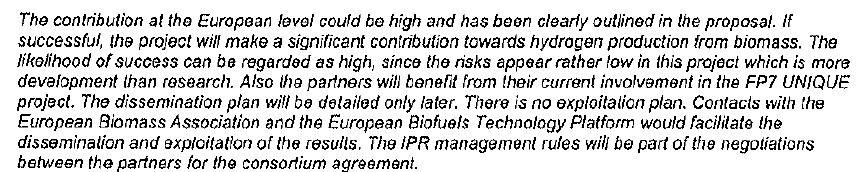 The contribution at the European level could be high and has been clearly outlined in the proposal. If
successful, the project will make a significant contribution towards hydrogen production from biomass. The
likelihood of success can be regarded as high, since the risks appear rather low in this project which is more
development than research. Also the partners will benefit from their current involvement in the FP7 UNIQUE
project. The dissemination plan will be detailed only later. There is no exploitation plan. Contacts with the
European Biomass Association and the European Biofuels Technology Platform would facilitate the
dissemination and exploitation of the results. The IPR management rules will be part of the negotiations
between the partners for the consortium agreement.